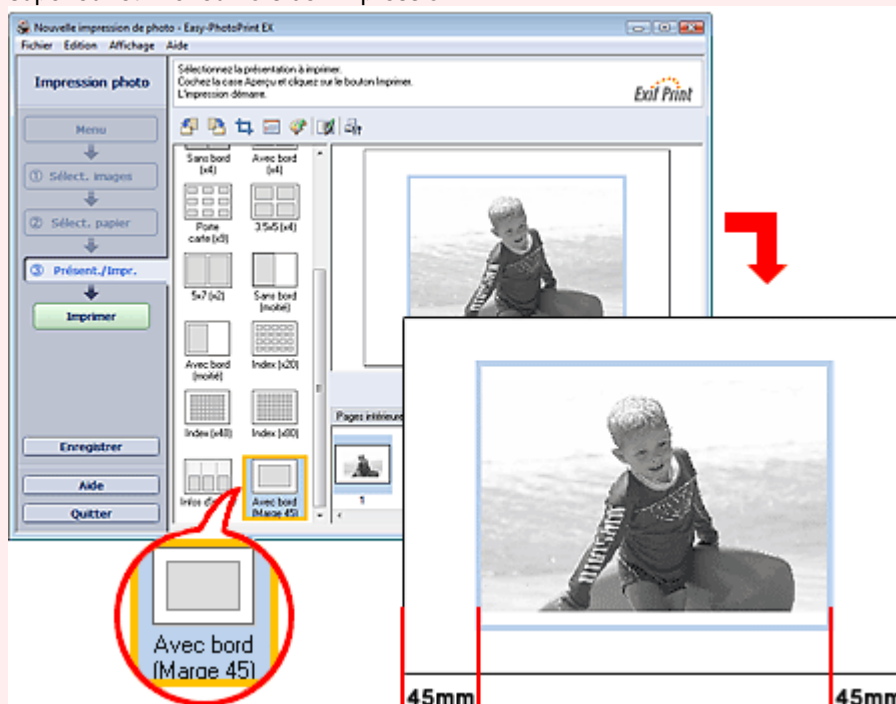 Nouvelle impression de photo - Easy-PhotoPrint EX
Fichier Edition Affichage Aide
Impression photo
Sélectionnez la présentation à imprimer.
Cochez la case Aperçu et cliquez sur le bouton Imprimer.
L'impression démarre.
Exif Print
Menu
① Sélect. images
② Sélect. papier
③ Présent./Impr.
Imprimer
Enregistrer
Aide
Quitter
Sans bord (x4)
Avec bord (x4)
Porte carte (x9)
3.5x5 (x4)
5x7 (x2)
Sans bord (moitié)
Avec bord (moitié)
Index (x20)
Index (x40)
Index (x80)
Infos
Avec bord (Marge 45)
Pages intérieure
1
Avec bord
(Marge 45)
45mm
45mm